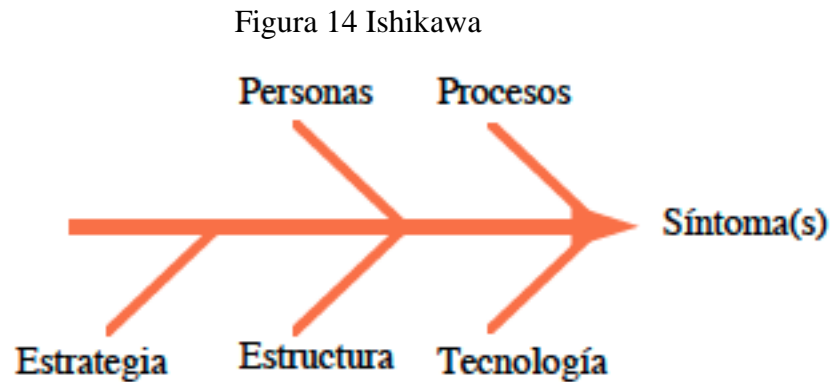 Figura 14 Ishikawa
Personas Procesos
Síntoma(s)
Estrategia Estructura Tecnología